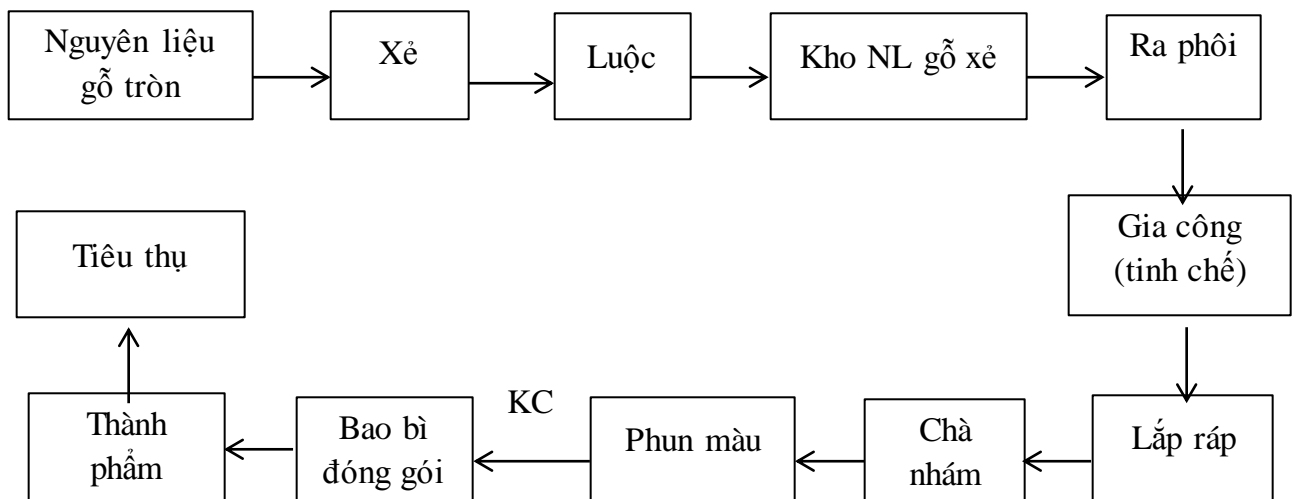 Nguyên liệu
gỗ tròn
Xẻ
Luộc
Kho NL gỗ xẻ
Ra phôi
Gia công
(tinh chế)
Lắp ráp
Chà
nhám
Phun màu
KC
Bao bì
đóng gói
Thành
phẩm
Tiêu thụ